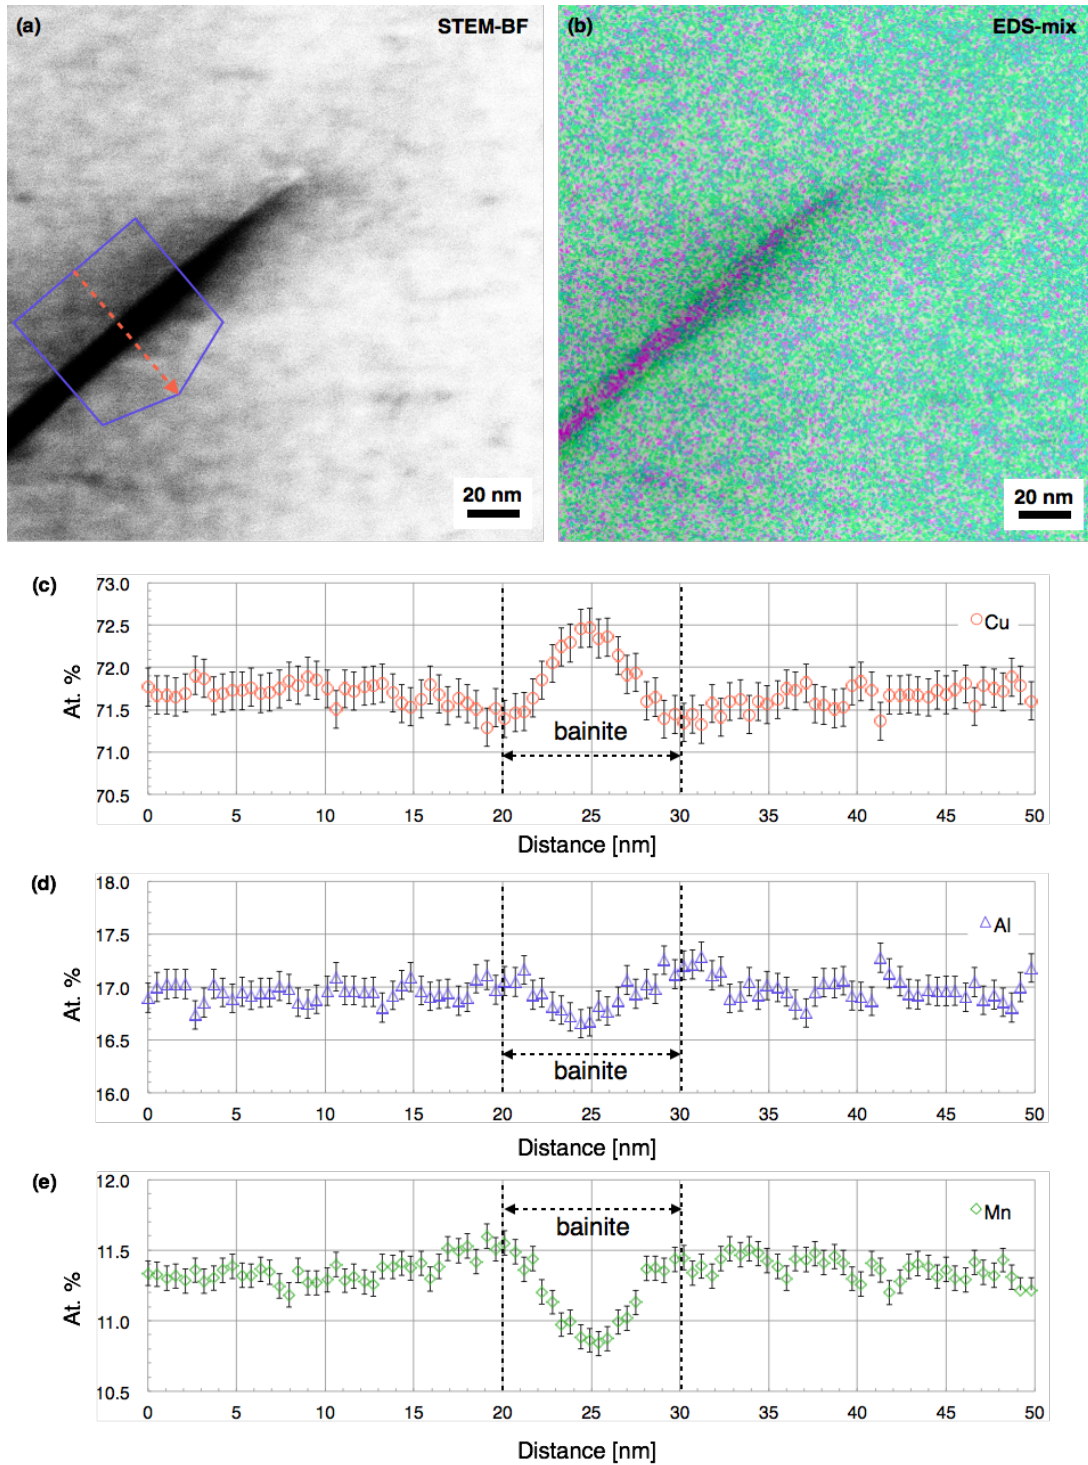 (a) STEM-BF
(b) EDS-mix
20 nm
20 nm
(c)
73.0
72.5
72.0
71.5
71.0
70.5
At. %
Cu
bainite
0 5 10 15 20 25 30 35 40 45 50
Distance [nm]
(d)
18.0
17.5
17.0
16.5
16.0
At. %
Al
bainite
0 5 10 15 20 25 30 35 40 45 50
Distance [nm]
(e)
12.0
11.5
11.0
10.5
At. %
Mn
bainite
0 5 10 15 20 25 30 35 40 45 50
Distance [nm]